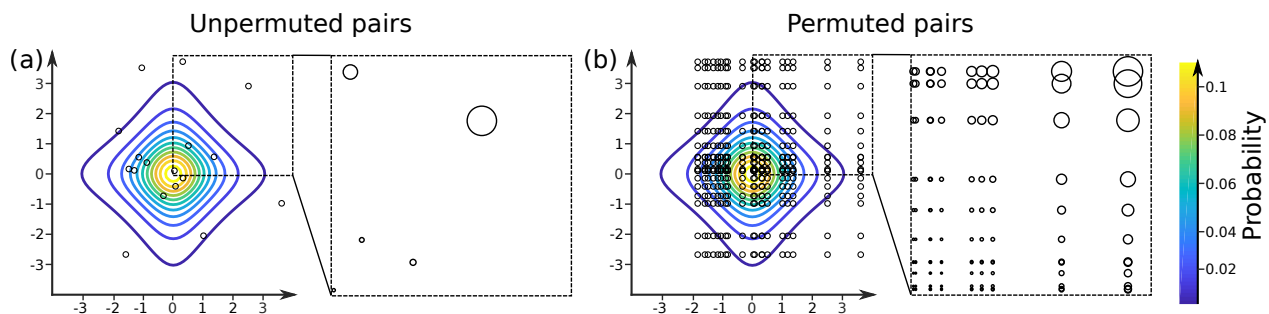 Unpermuted pairs
Permuted pairs
(a)
3
2
1
0
-1
-2
-3
-3 -2 -1 0 1 2 3
(b)
3
2
1
0
-1
-2
-3
-3 -2 -1 0 1 2 3
0.1
0.08
0.06
0.04
0.02
Probability